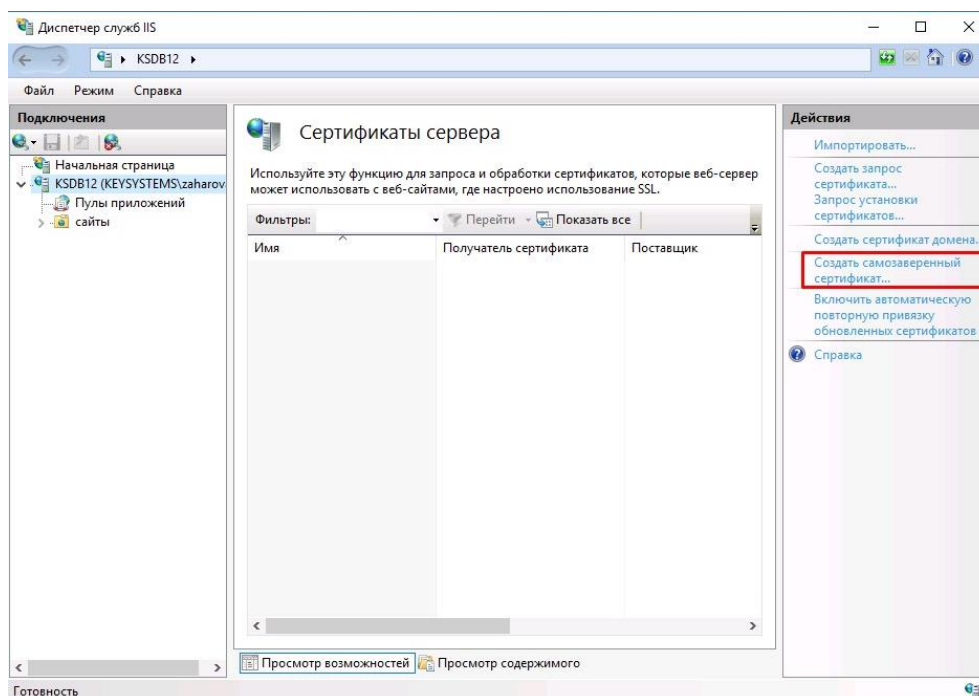 Диспетчер служб IIS
KSDB12
Файл Режим Справка
Подключения
Начальная страница
KSDB12 (KEYSYSTEMS\zaharov
Пулы приложений
сайты
Сертификаты сервера
Используйте эту функцию для запроса и обработки сертификатов, которые веб-сервер
может использовать с веб-сайтами, где настроено использование SSL.
Фильтры: Перейти Показать все
Имя Получатель сертификата Поставщик
Просмотр возможностей Просмотр содержимого
Действия
Импортировать...
Создать запрос
сертификата...
Запрос установки
сертификатов...
Создать сертификат домена.
Создать самозаверенный
сертификат...
Включить автоматическую
повторную привязку
обновленных сертификатов
Справка
Готовность